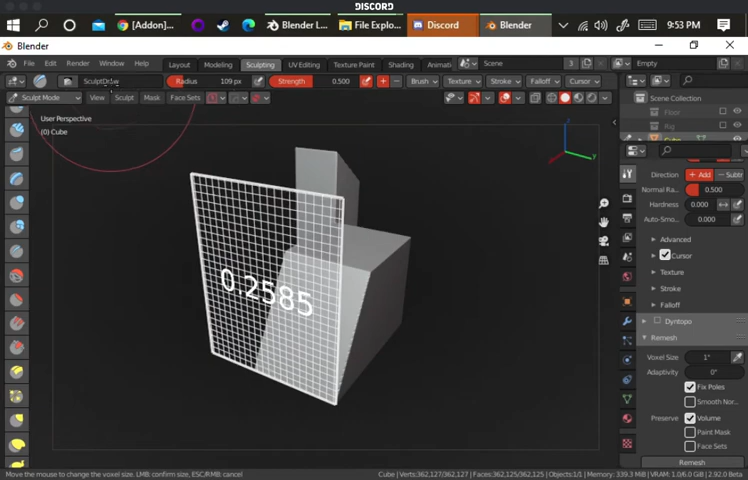 DISCORD
[Addon]...
Blender L...
File Explo...
Discord
Blender
9:53 PM
Blender
File Edit Render Window Help Layout Modeling Sculpting UV Editing Texture Paint Shading Animati Scene 3 Empty
SculptDraw Radius 109 px Strength 0.500 Brush Texture Stroke Falloff Cursor
Sculpt Mode View Sculpt Mask Face Sets
User Perspective
(0) Cube
0.2585
Scene Collection
Floor
Rig
Cube
Direction + Add — Subtr
Normal Ra... 0.500
Hardness 0.000
Auto-Smo... 0.000
Advanced
Cursor
Texture
Stroke
Falloff
Dyntopo
Remesh
Voxel Size 1"
Adaptivity 0"
Fix Poles
Smooth Nor...
Preserve Volume
Paint Mask
Face Sets
Remesh
Move the mouse to change the voxel size. LMB: confirm size, ESC/RMB: cancel
Cube | Verts:362,127/362,127 | Faces:362,125/362,125 | Objects:1/1 | Memory: 339.3 MiB | VRAM: 1.0/6.0 GiB | 2.92.0 Beta